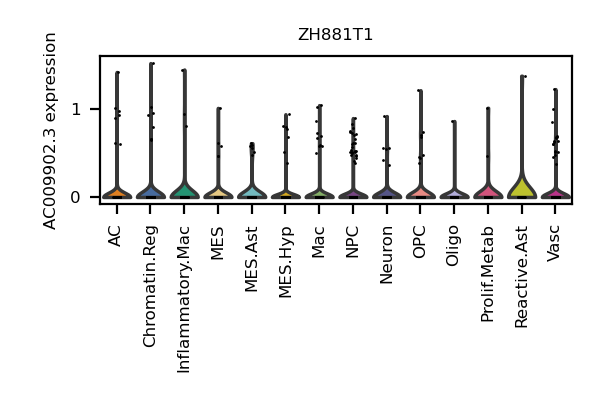 ZH881T1
AC009902.3 expression
1
0
AC
Chromatin.Reg
Inflammatory.Mac
MES
MES.Ast
MES.Hyp
Mac
NPC
Neuron
OPC
Oligo
Prolif.Metab
Reactive.Ast
Vasc